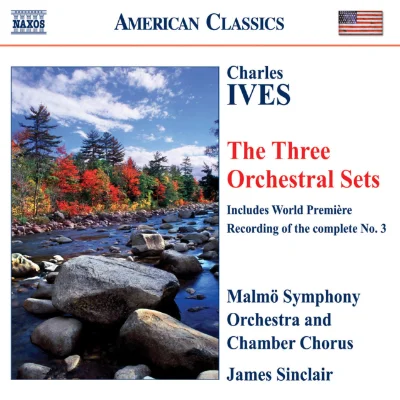 NAXOS
AMERICAN CLASSICS
Charles
IVES
The Three
Orchestral Sets
Includes World Première
Recording of the complete No. 3
Malmö Symphony
Orchestra and
Chamber Chorus
James Sinclair